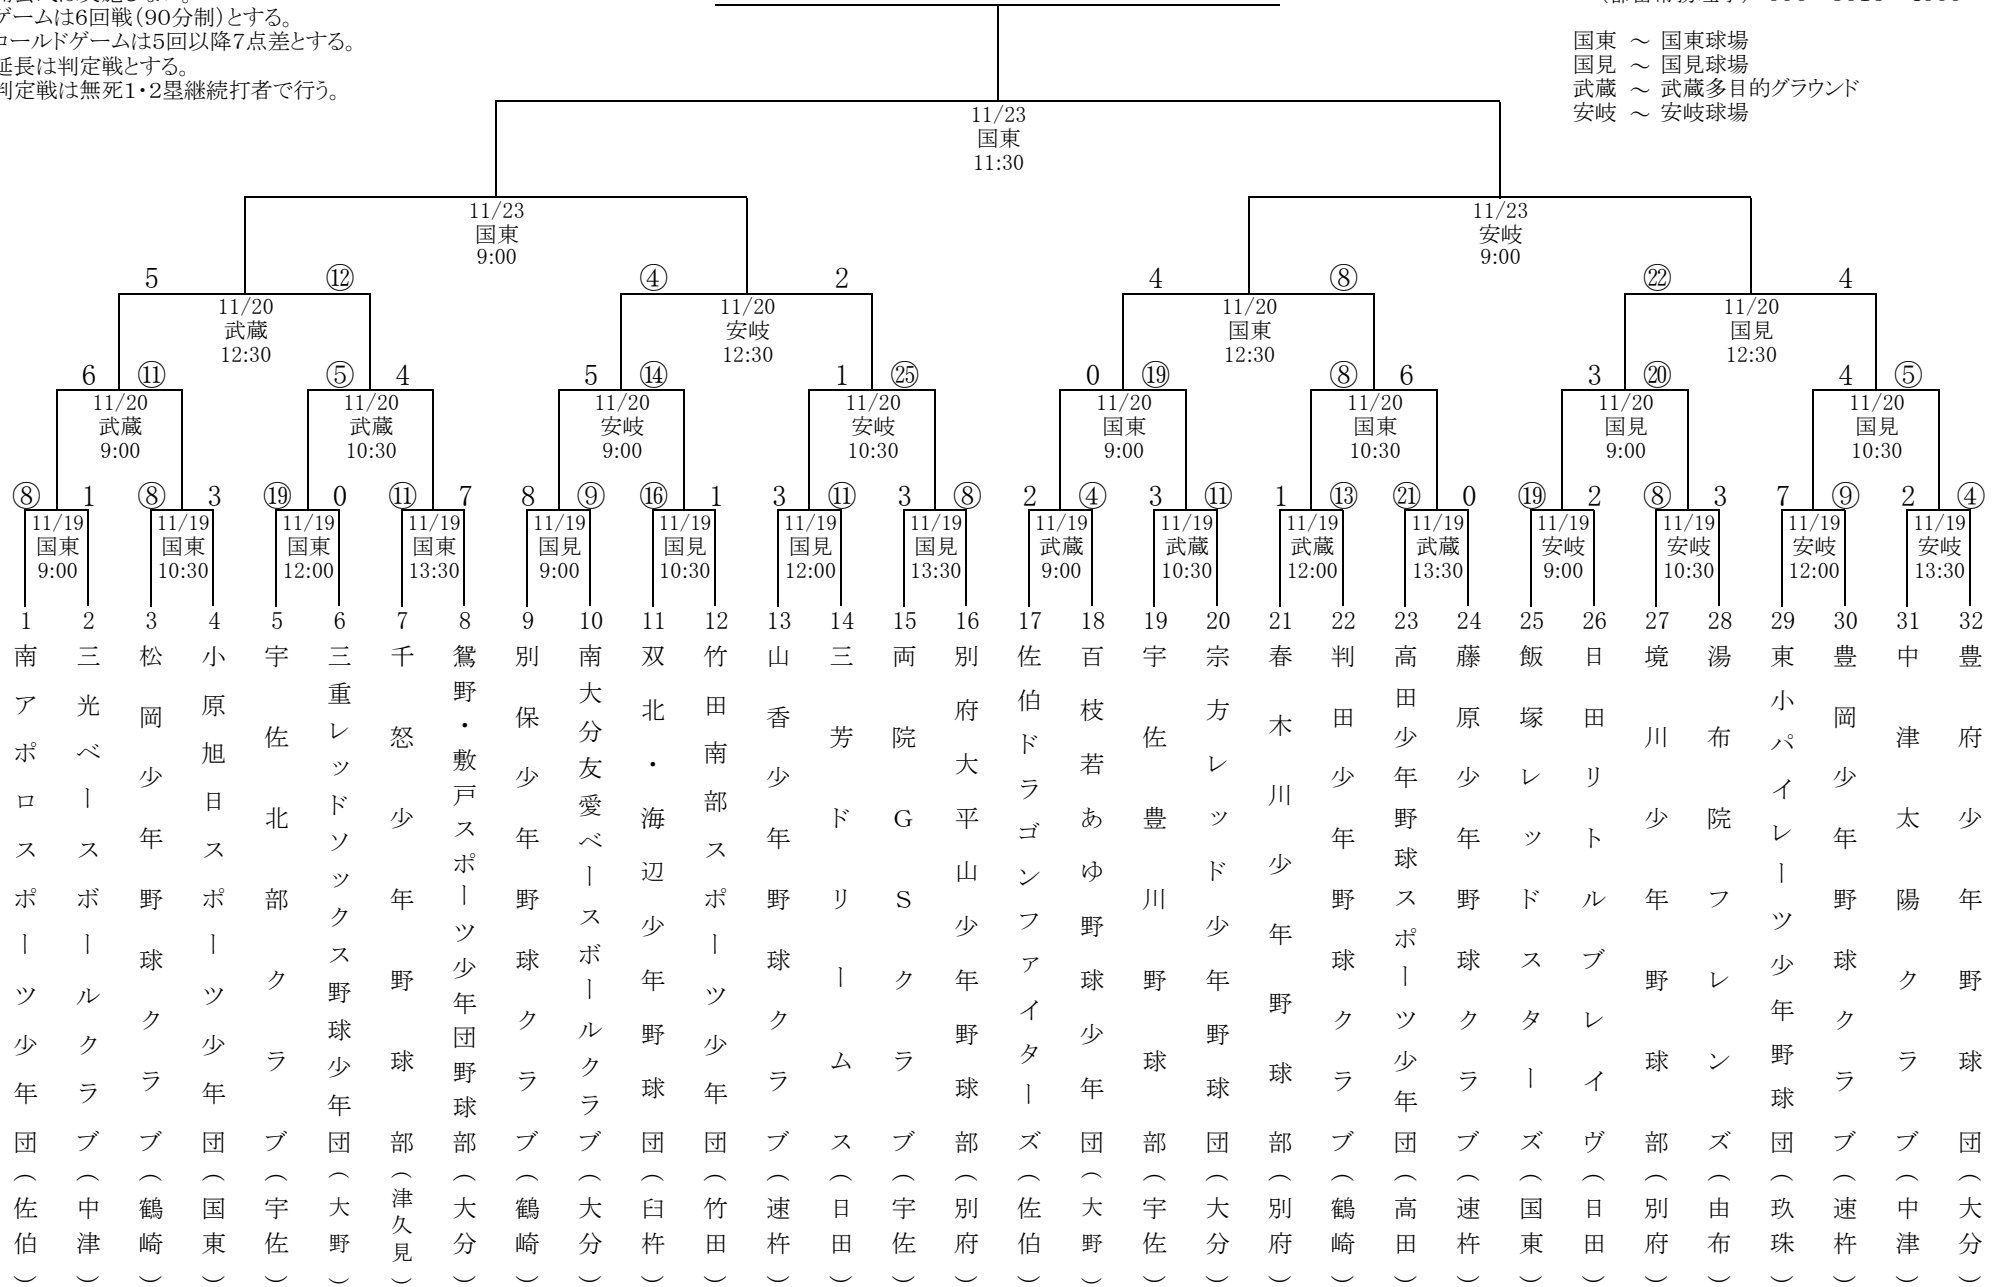 ゲームは6回戦（90分制）とする。
コールドゲームは5回以降7点差とする。
延長は判定戦とする。
判定戦は無死1・2塁継続打者で行う。
国東 ～ 国東球場
国見 ～ 国見球場
武蔵 ～ 武蔵多目的グラウンド
安岐 ～ 安岐球場
11/23
国東
11:30
11/23
国東
9:00
11/23
安岐
9:00
5 ⑫ ④ 2 4 ⑧ ㉒ 4
11/20 11/20 11/20 11/20
武蔵 安岐 国東 国見
12:30 12:30 12:30 12:30
6 ⑪ ⑤ 4 5 ⑭ 1 ㉕ 0 ⑲ ⑧ 6 3 ⑳ 4 ⑤
11/20 11/20 11/20 11/20 11/20 11/20 11/20 11/20
武蔵 武蔵 安岐 安岐 国東 国東 国見 国見
9:00 10:30 9:00 10:30 9:00 10:30 9:00 10:30
⑧ 1 ⑧ 3 ⑲ 0 ⑪ 7 8 ⑨ ⑯ 1 3 ⑪ 3 ⑧ 2 ④ 3 ⑪ 1 ⑬ ㉑ 0 ⑲ 2 ⑧ 3 7 ⑨ 2 ④
11/19 11/19 11/19 11/19 11/19 11/19 11/19 11/19 11/19 11/19 11/19 11/19 11/19 11/19 11/19 11/19
国東 国東 国東 国東 国見 国見 国見 国見 武蔵 武蔵 武蔵 武蔵 安岐 安岐 安岐 安岐
9:00 10:30 12:00 13:30 9:00 10:30 12:00 13:30 9:00 10:30 12:00 13:30 9:00 10:30 12:00 13:30
1 南アポロスポーツ少年団（佐伯）
2 三光ベースボールクラブ（中津）
3 松岡少年野球クラブ（鶴崎）
4 小原旭日スポーツ少年団（国東）
5 宇佐北部クラブ（宇佐）
6 三重レッドソックス野球少年団（大野）
7 千怒少年野球部（津久見）
8 鴛野・敷戸スポーツ少年団野球部（大分）
9 別保少年野球クラブ（鶴崎）
10 南大分友愛ベースボールクラブ（大分）
11 双北・海辺少年野球団（臼杵）
12 竹田南部スポーツ少年団（竹田）
13 山香少年野球クラブ（速杵）
14 三芳ドリームス（日田）
15 両院GSクラブ（宇佐）
16 別府大平山少年野球部（別府）
17 佐伯ドラゴンファイターズ（佐伯）
18 百枝若あゆ野球少年団（大野）
19 宇佐豊川野球部（宇佐）
20 宗方レッド少年野球団（大分）
21 春木川少年野球部（別府）
22 判田少年野球クラブ（鶴崎）
23 高田少年野球スポーツ少年団（高田）
24 藤原少年野球クラブ（速杵）
25 飯塚レッドスターズ（国東）
26 日田リトルブレイヴ（日田）
27 境川少年野球部（別府）
28 湯布院フレンズ（由布）
29 東小パイレーツ少年野球団（玖珠）
30 豊岡少年野球クラブ（速杵）
31 中津太陽クラブ（中津）
32 豊府少年野球団（大分）